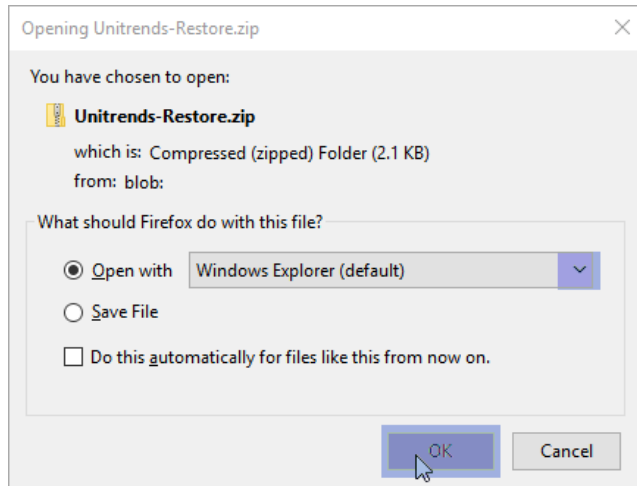 Opening Unitrends-Restore.zip
You have chosen to open:
Unitrends-Restore.zip
which is: Compressed (zipped) Folder (2.1 KB)
from: blob:
What should Firefox do with this file?
Open with Windows Explorer (default)
Save File
Do this automatically for files like this from now on.
OK Cancel